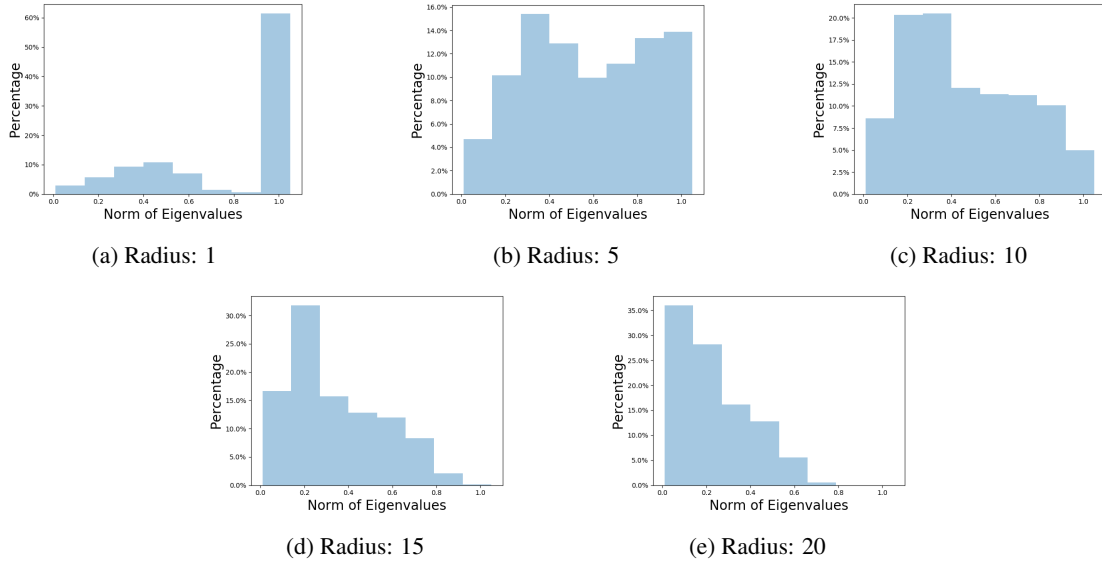 60%
50%
40%
30%
20%
10%
0%
Percentage
0.0 0.2 0.4 0.6 0.8 1.0
Norm of Eigenvalues
(a) Radius: 1
16.0%
14.0%
12.0%
10.0%
8.0%
6.0%
4.0%
2.0%
0.0%
Percentage
0.0 0.2 0.4 0.6 0.8 1.0
Norm of Eigenvalues
(b) Radius: 5
20.0%
17.5%
15.0%
12.5%
10.0%
7.5%
5.0%
2.5%
0.0%
Percentage
0.0 0.2 0.4 0.6 0.8 1.0
Norm of Eigenvalues
(c) Radius: 10
30.0%
25.0%
20.0%
15.0%
10.0%
5.0%
0.0%
Percentage
0.0 0.2 0.4 0.6 0.8 1.0
Norm of Eigenvalues
(d) Radius: 15
35.0%
30.0%
25.0%
20.0%
15.0%
10.0%
5.0%
0.0%
Percentage
0.0 0.2 0.4 0.6 0.8 1.0
Norm of Eigenvalues
(e) Radius: 20